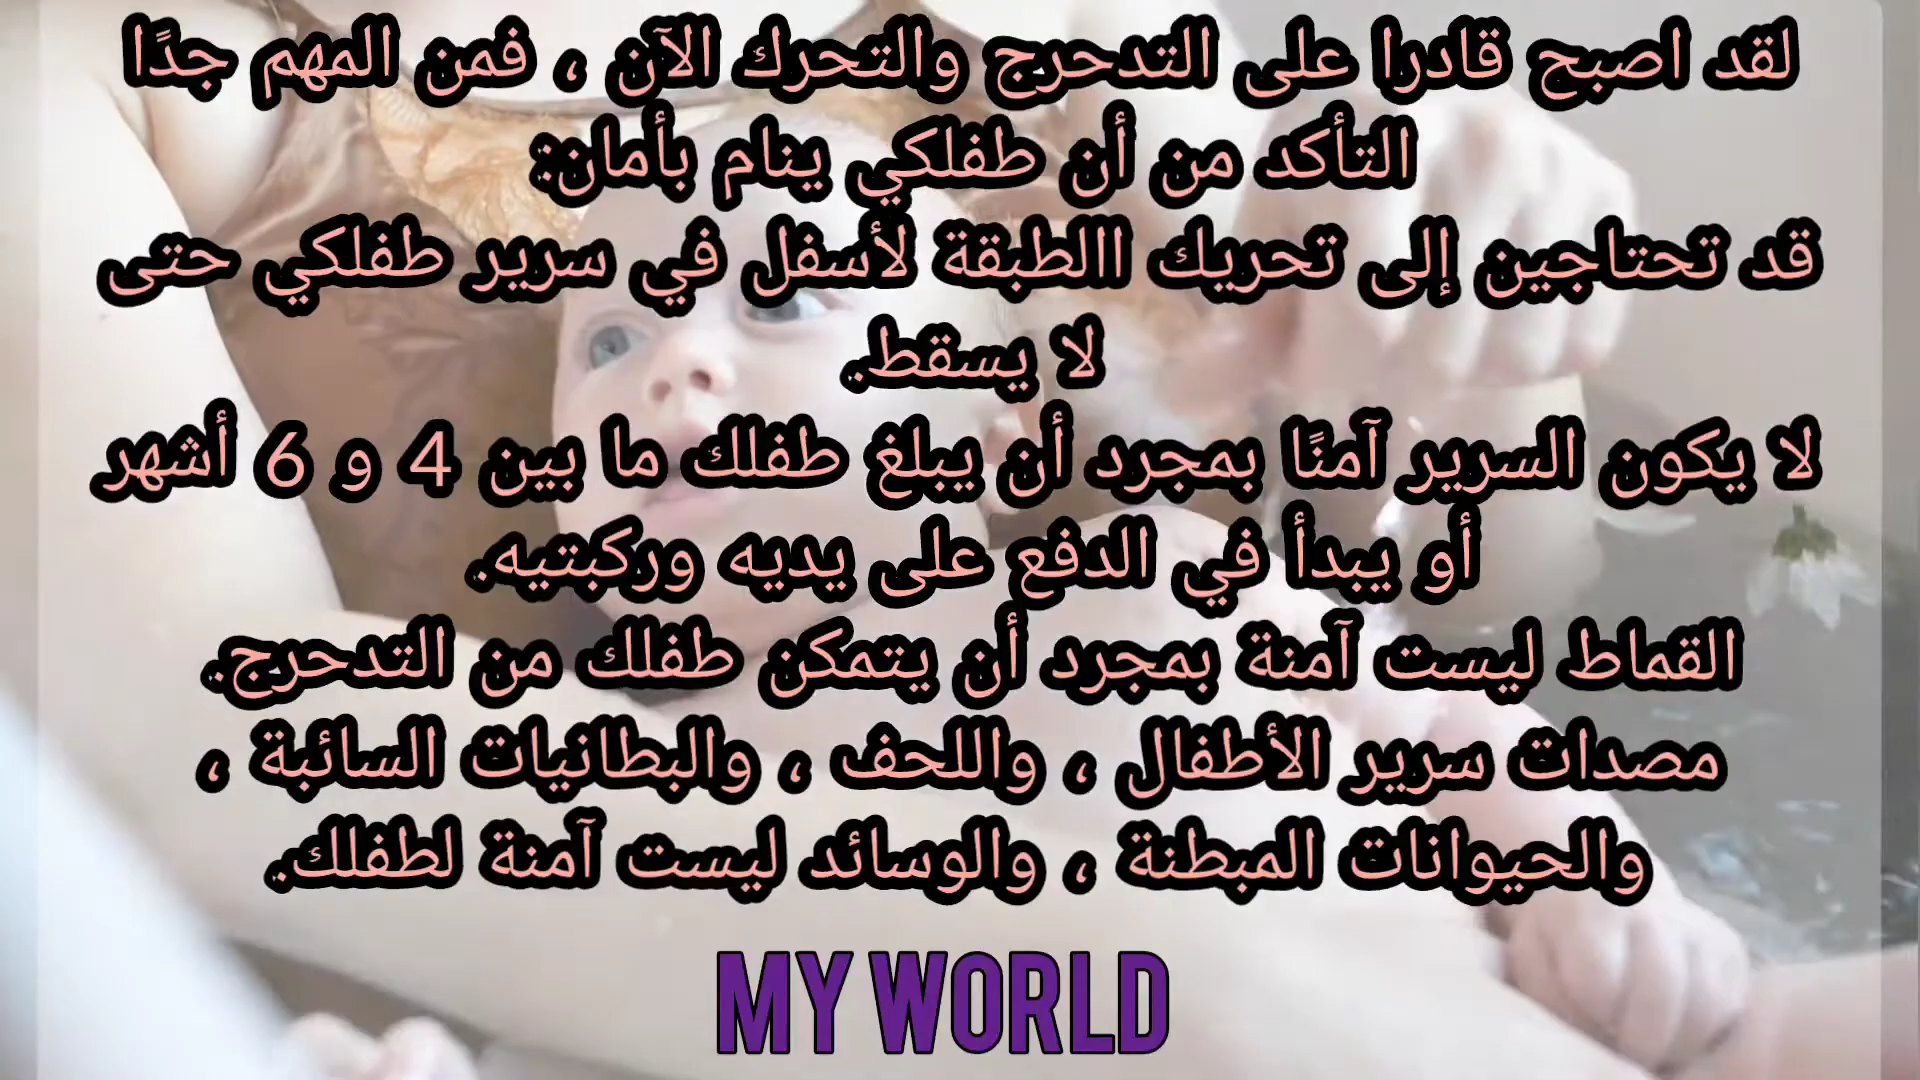 لقد اصبح قادرا على التدحرج والتحرك الآن ، فمن المهم جدًا
التأكد من أن طفلكي ينام بأمان:
قد تحتاجين إلى تحريك االطبقة لأسفل في سرير طفلكي حتى
لا يسقط.
لا يكون السرير آمنًا بمجرد أن يبلغ طفلك ما بين 4 و 6 أشهر
أو يبدأ في الدفع على يديه وركبتيه.
القماط ليست آمنة بمجرد أن يتمكن طفلك من التدحرج.
مصدات سرير الأطفال ، واللحف ، والبطانيات السائبة ،
والحيوانات المبطنة ، والوسائد ليست آمنة لطفلك.
MY WORLD